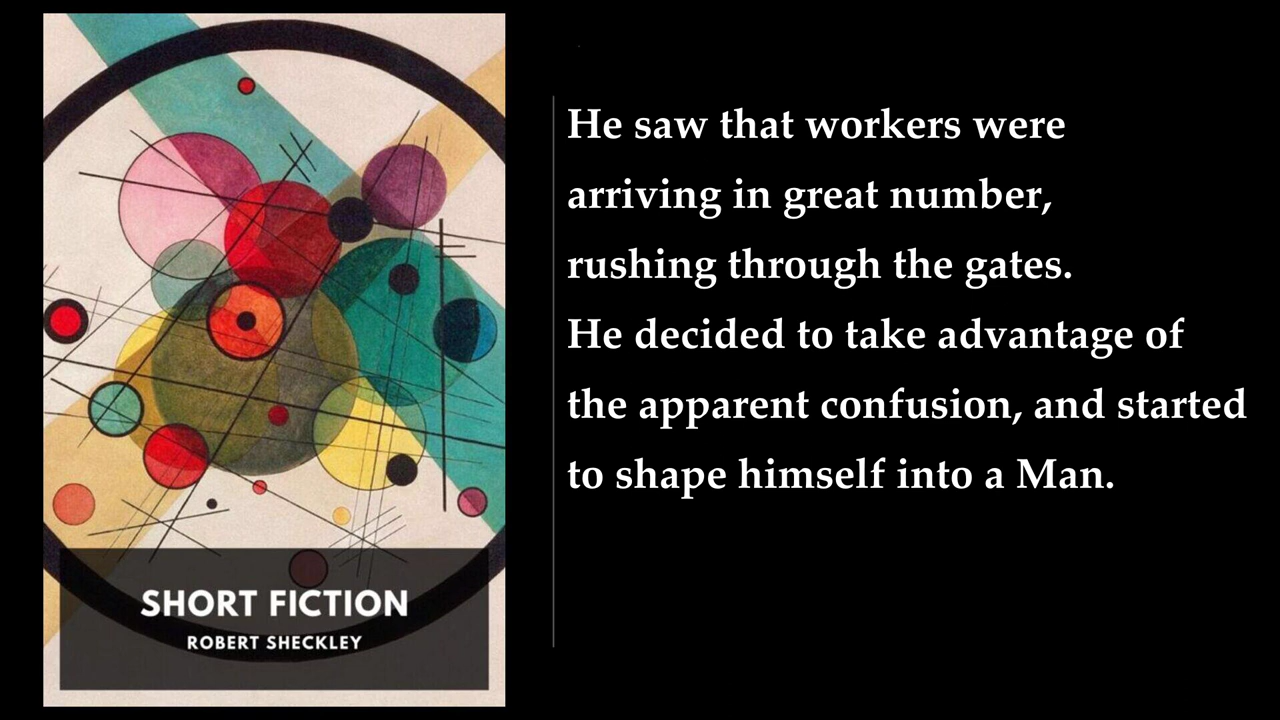 He saw that workers were
arriving in great number,
rushing through the gates.
He decided to take advantage of
the apparent confusion, and started
to shape himself into a Man.
SHORT FICTION
ROBERT SHECKLEY